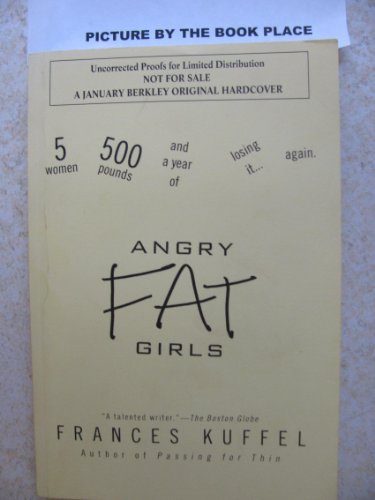 PICTURE BY THE BOOK PLACE
Uncorrected Proofs for Limited Distribution
NOT FOR SALE
A JANUARY BERKLEY ORIGINAL HARDCOVER
5 women
500 pounds
and a year of
losing it...
again.
ANGRY
FAT
GIRLS
"A talented writer."—The Boston Globe
FRANCES KUFFEL
Author of Passing for Thin